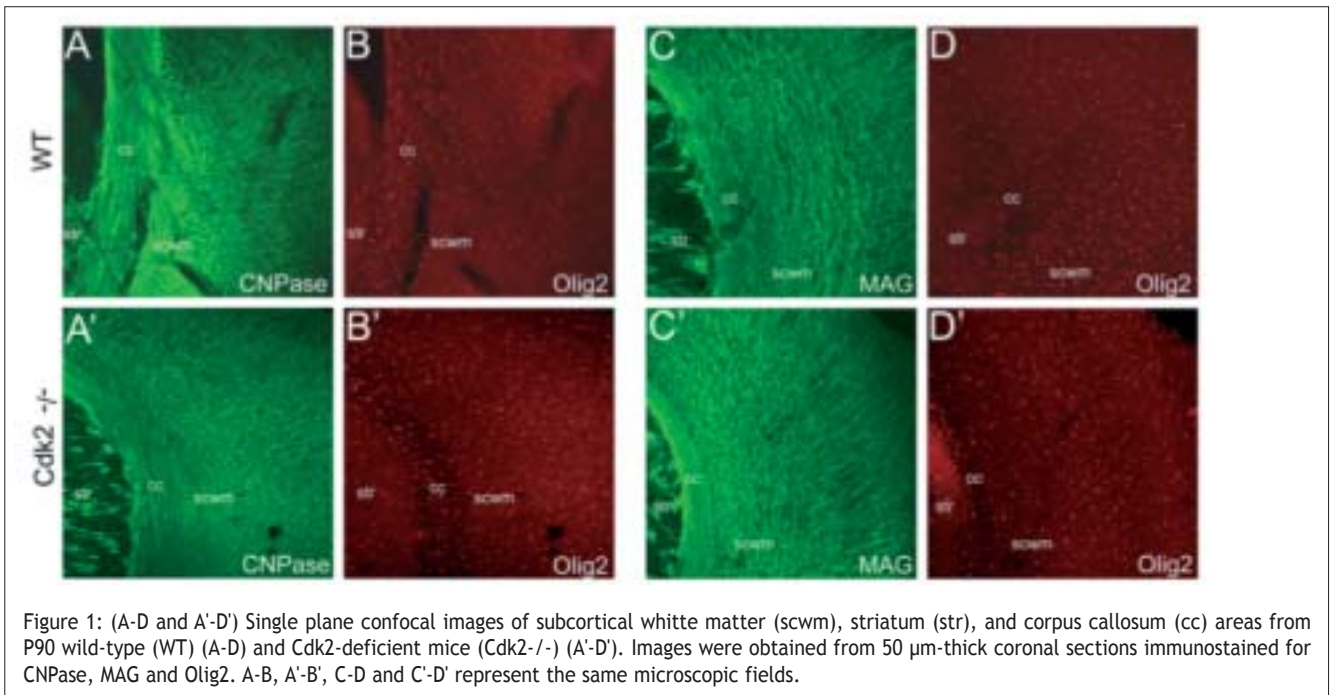 A B C D
WT
cc cc cc cc
str str str str
scwm scwm scwm scwm
CNPase Olig2 MAG Olig2
A' B' C' D'
Cdk2 -/-
str cc scwm str cc scwm cc scwm str cc scwm
CNPase Olig2 MAG Olig2
Figure 1: (A-D and A'-D') Single plane confocal images of subcortical whitte matter (scwm), striatum (str), and corpus callosum (cc) areas from
P90 wild-type (WT) (A-D) and Cdk2-deficient mice (Cdk2-/-) (A'-D'). Images were obtained from 50 µm-thick coronal sections immunostained for
CNPase, MAG and Olig2. A-B, A'-B', C-D and C'-D' represent the same microscopic fields.